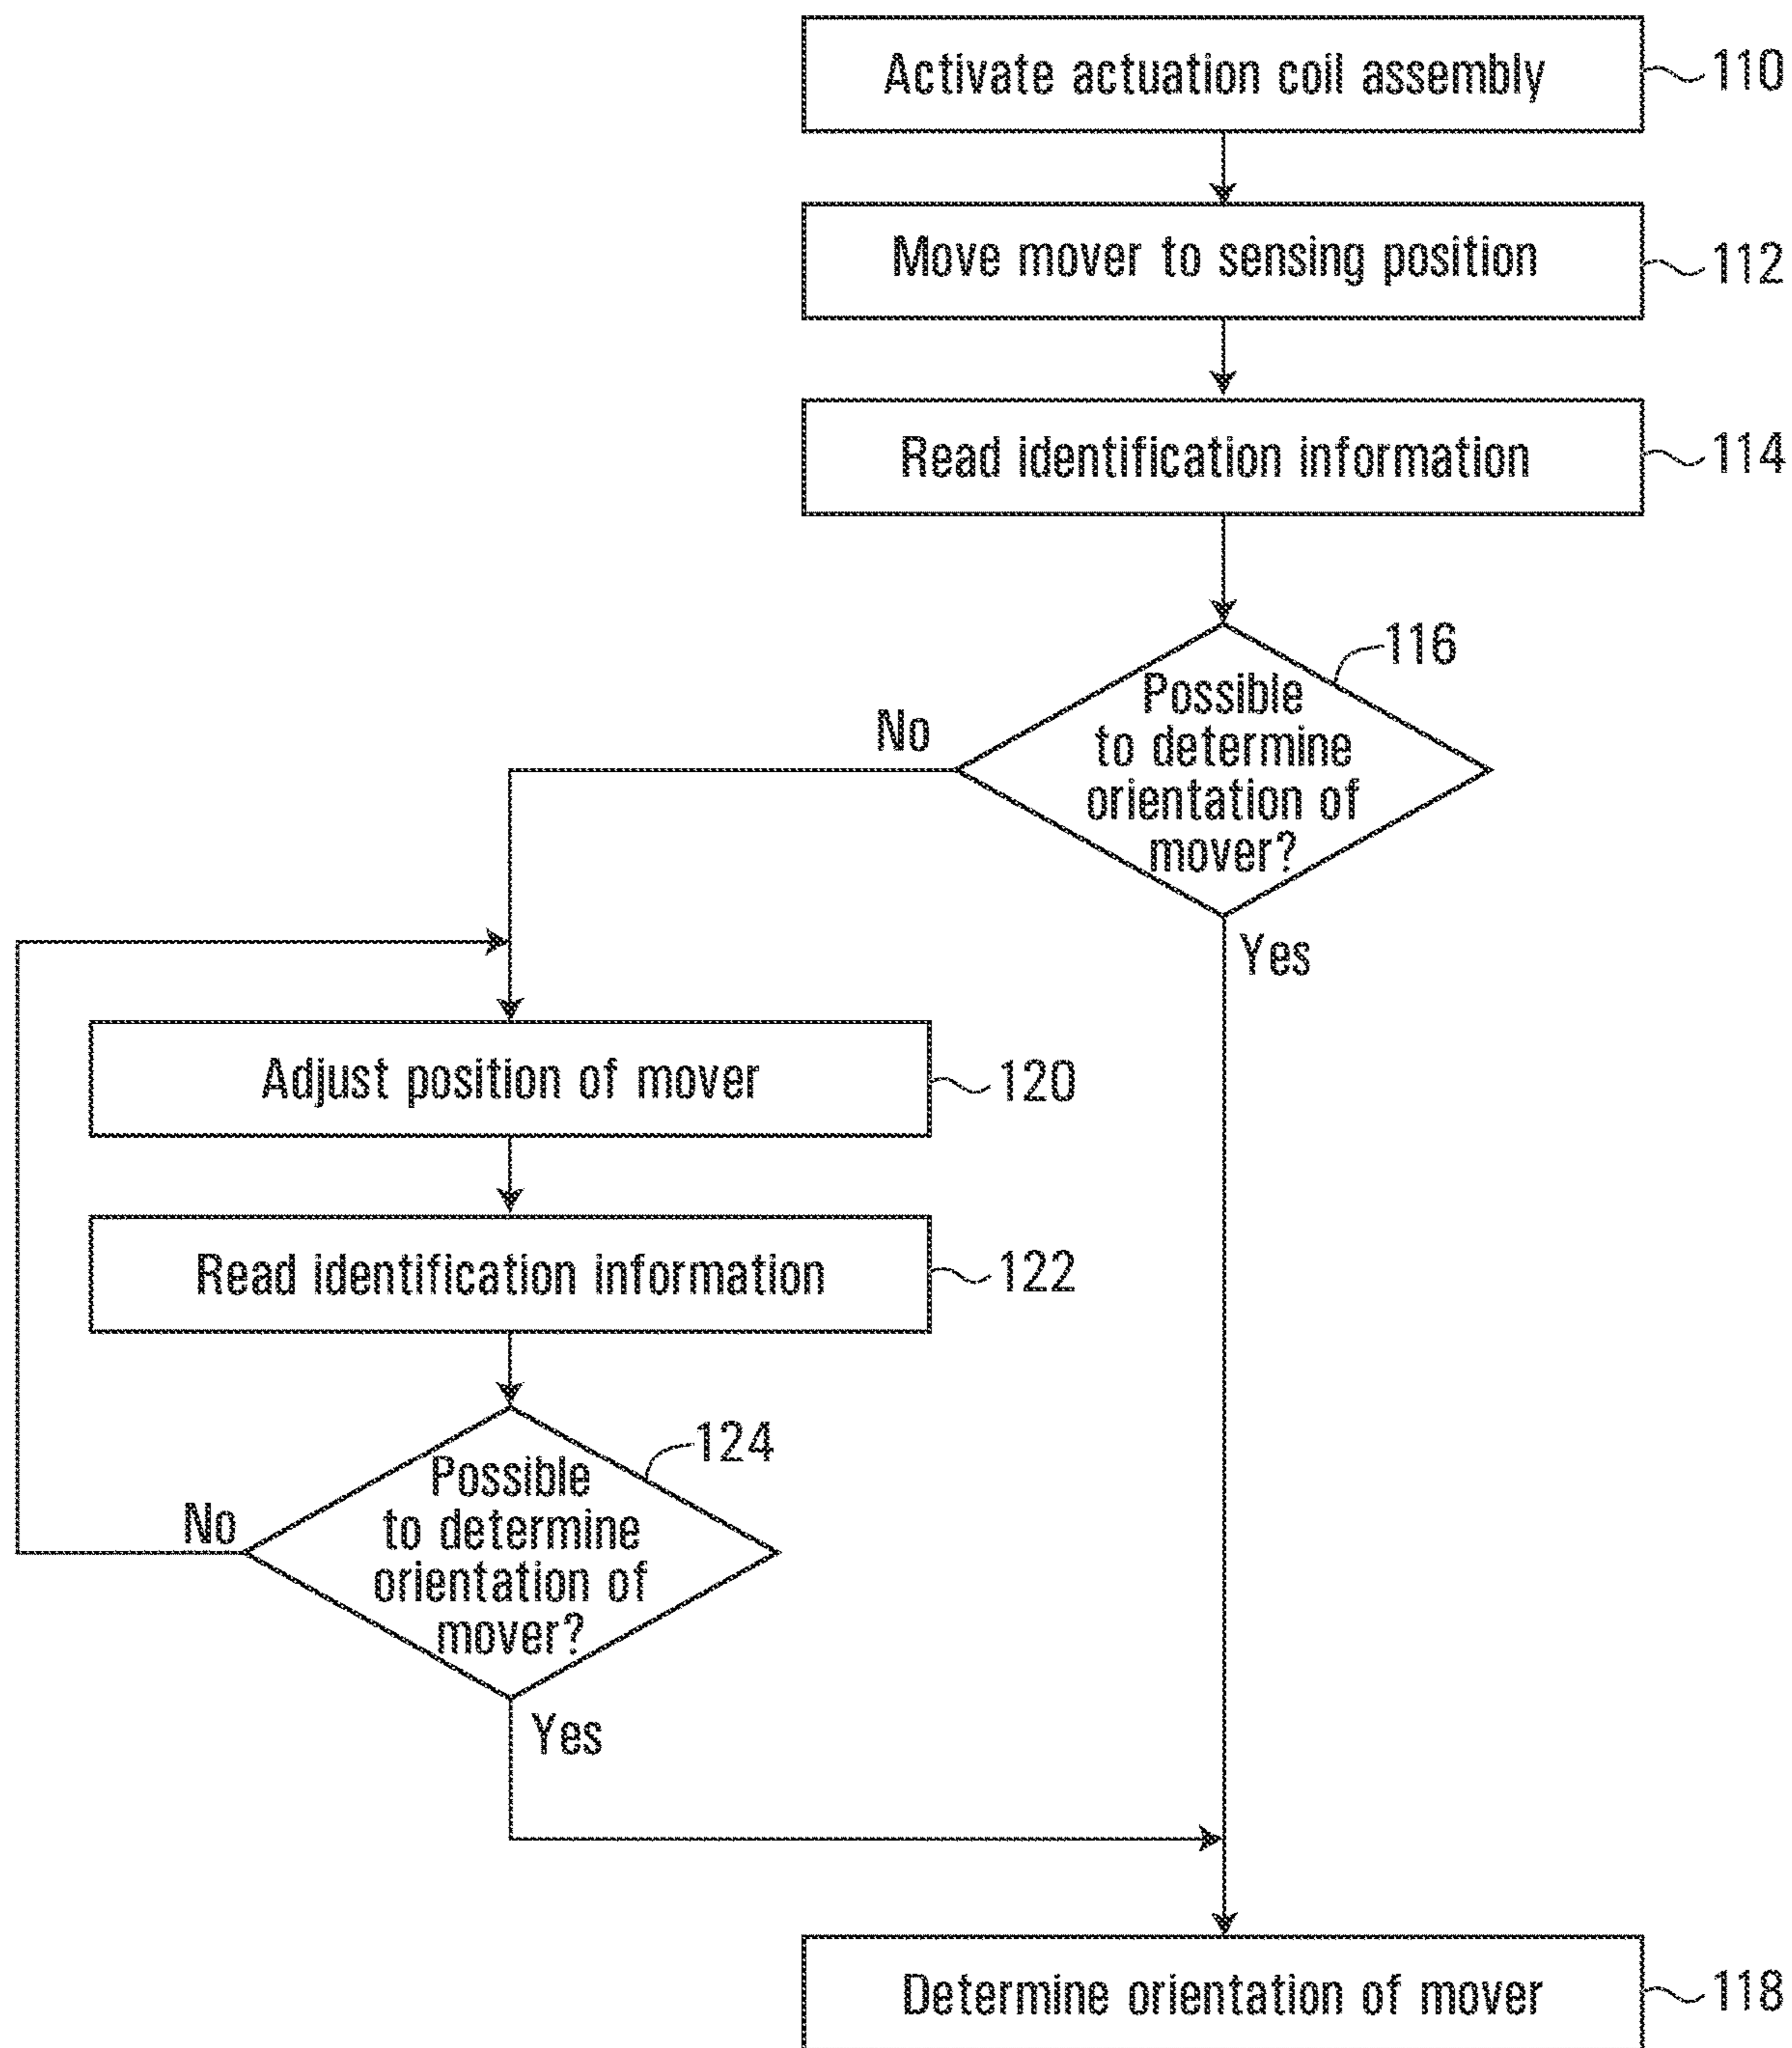 Activate actuation coil assembly
110
Move mover to sensing position
112
Read identification information
114
116
Possible
to determine
orientation of
mover?
No
Yes
Adjust position of mover
120
Read identification information
122
124
Possible
to determine
orientation of
mover?
No
Yes
Determine orientation of mover
118